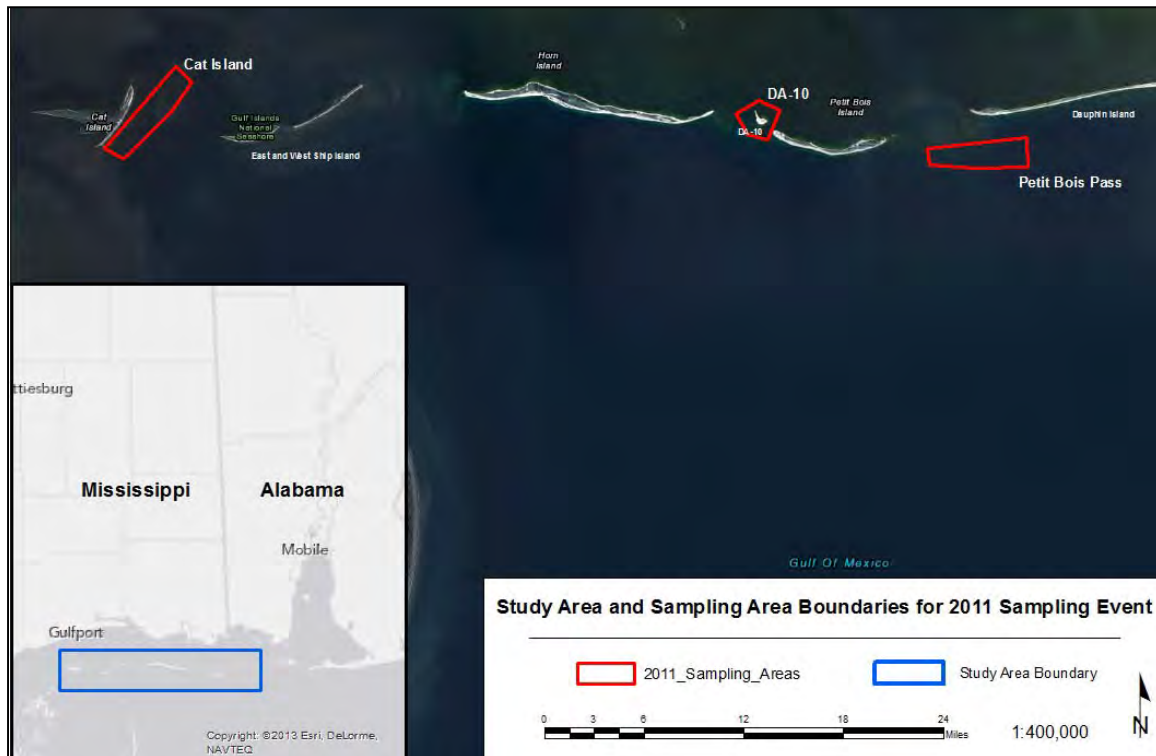 Cat Island
Cat
Island
Gulf Islands
National
Seashore
East and West Ship Island
Horn
Island
DA-10
DA-10
Petit Bois
Island
Dauphin Island
Petit Bois Pass
ttiesburg
Mississippi
Alabama
Mobile
Gulfport
Copyright: ©2013 Esri, DeLorme,
NAVTEQ
Gulf Of Mexico
Study Area and Sampling Area Boundaries for 2011 Sampling Event
2011_Sampling_Areas
Study Area Boundary
0 3 6 12 18 24
Miles
1:400,000
N